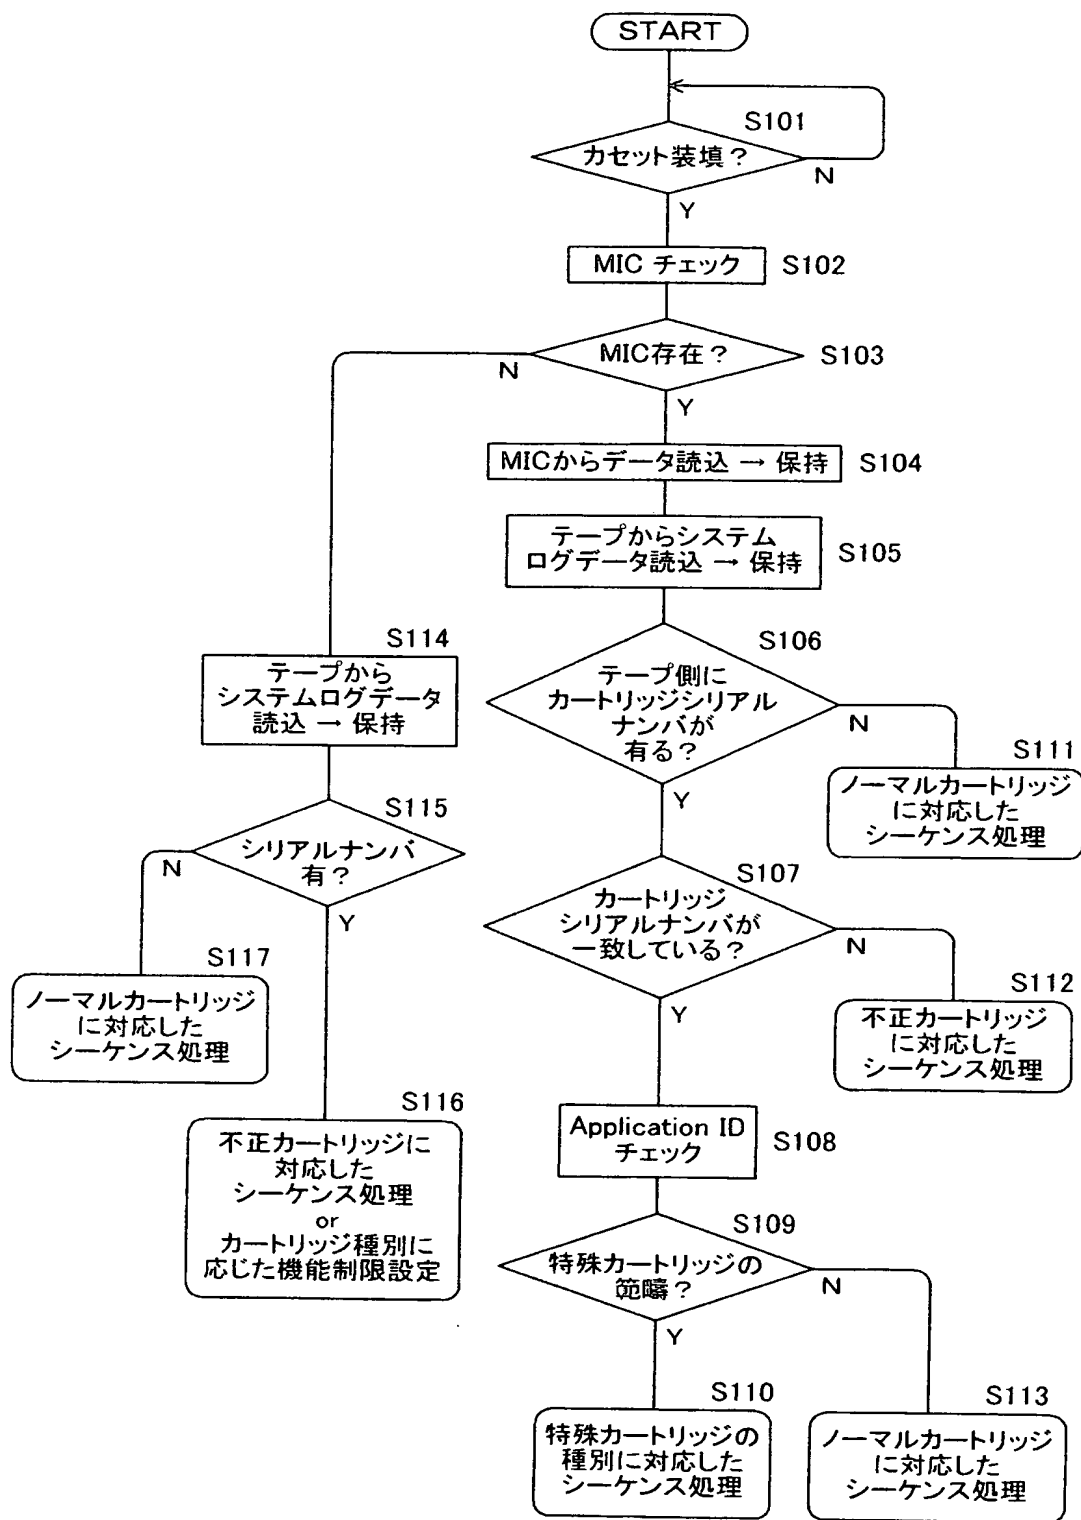 START
S101
カセット装填？
N
Y
MIC チェック
S102
MIC存在？
S103
N
Y
MICからデータ読込 → 保持
S104
テープからシステム
ログデータ読込 → 保持
S105
S106
テープ側に
カートリッジシリアル
ナンバが
有る？
N
Y
S111
ノーマルカートリッジ
に対応した
シーケンス処理
S107
カートリッジ
シリアルナンバが
一致している？
N
Y
S112
不正カートリッジ
に対応した
シーケンス処理
Application ID
チェック
S108
S109
特殊カートリッジの
範疇？
N
Y
S110
特殊カートリッジの
種別に対応した
シーケンス処理
S113
ノーマルカートリッジ
に対応した
シーケンス処理
S114
テープから
システムログデータ
読込 → 保持
S115
シリアルナンバ
有？
N
Y
S117
ノーマルカートリッジ
に対応した
シーケンス処理
S116
不正カートリッジに
対応した
シーケンス処理
or
カートリッジ種別に
応じた機能制限設定